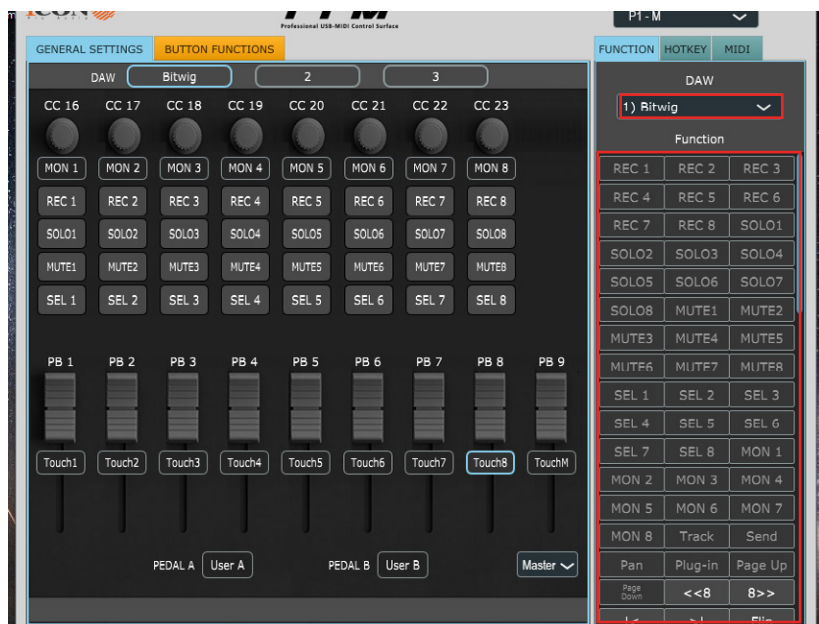 iCON
Professional USB-MIDI Control Surface
P1 - M
GENERAL SETTINGS BUTTON FUNCTIONS
FUNCTION HOTKEY MIDI
DAW Bitwig 2 3
CC 16 CC 17 CC 18 CC 19 CC 20 CC 21 CC 22 CC 23
MON 1 MON 2 MON 3 MON 4 MON 5 MON 6 MON 7 MON 8
REC 1 REC 2 REC 3 REC 4 REC 5 REC 6 REC 7 REC 8
SOLO1 SOLO2 SOLO3 SOLO4 SOLO5 SOLO6 SOLO7 SOLO8
MUTE1 MUTE2 MUTE3 MUTE4 MUTE5 MUTE6 MUTE7 MUTE8
SEL 1 SEL 2 SEL 3 SEL 4 SEL 5 SEL 6 SEL 7 SEL 8
PB 1 PB 2 PB 3 PB 4 PB 5 PB 6 PB 7 PB 8 PB 9
Touch1 Touch2 Touch3 Touch4 Touch5 Touch6 Touch7 Touch8 TouchM
PEDAL A User A PEDAL B User B Master
DAW
1) Bitwig
Function
REC 1 REC 2 REC 3
REC 4 REC 5 REC 6
REC 7 REC 8 SOLO1
SOLO2 SOLO3 SOLO4
SOLO5 SOLO6 SOLO7
SOLO8 MUTE1 MUTE2
MUTE3 MUTE4 MUTE5
MUTE6 MUTE7 MUTE8
SEL 1 SEL 2 SEL 3
SEL 4 SEL 5 SEL 6
SEL 7 SEL 8 MON 1
MON 2 MON 3 MON 4
MON 5 MON 6 MON 7
MON 8 Track Send
Pan Plug-in Page Up
Page Down <<8 8>>
|< >| Flip